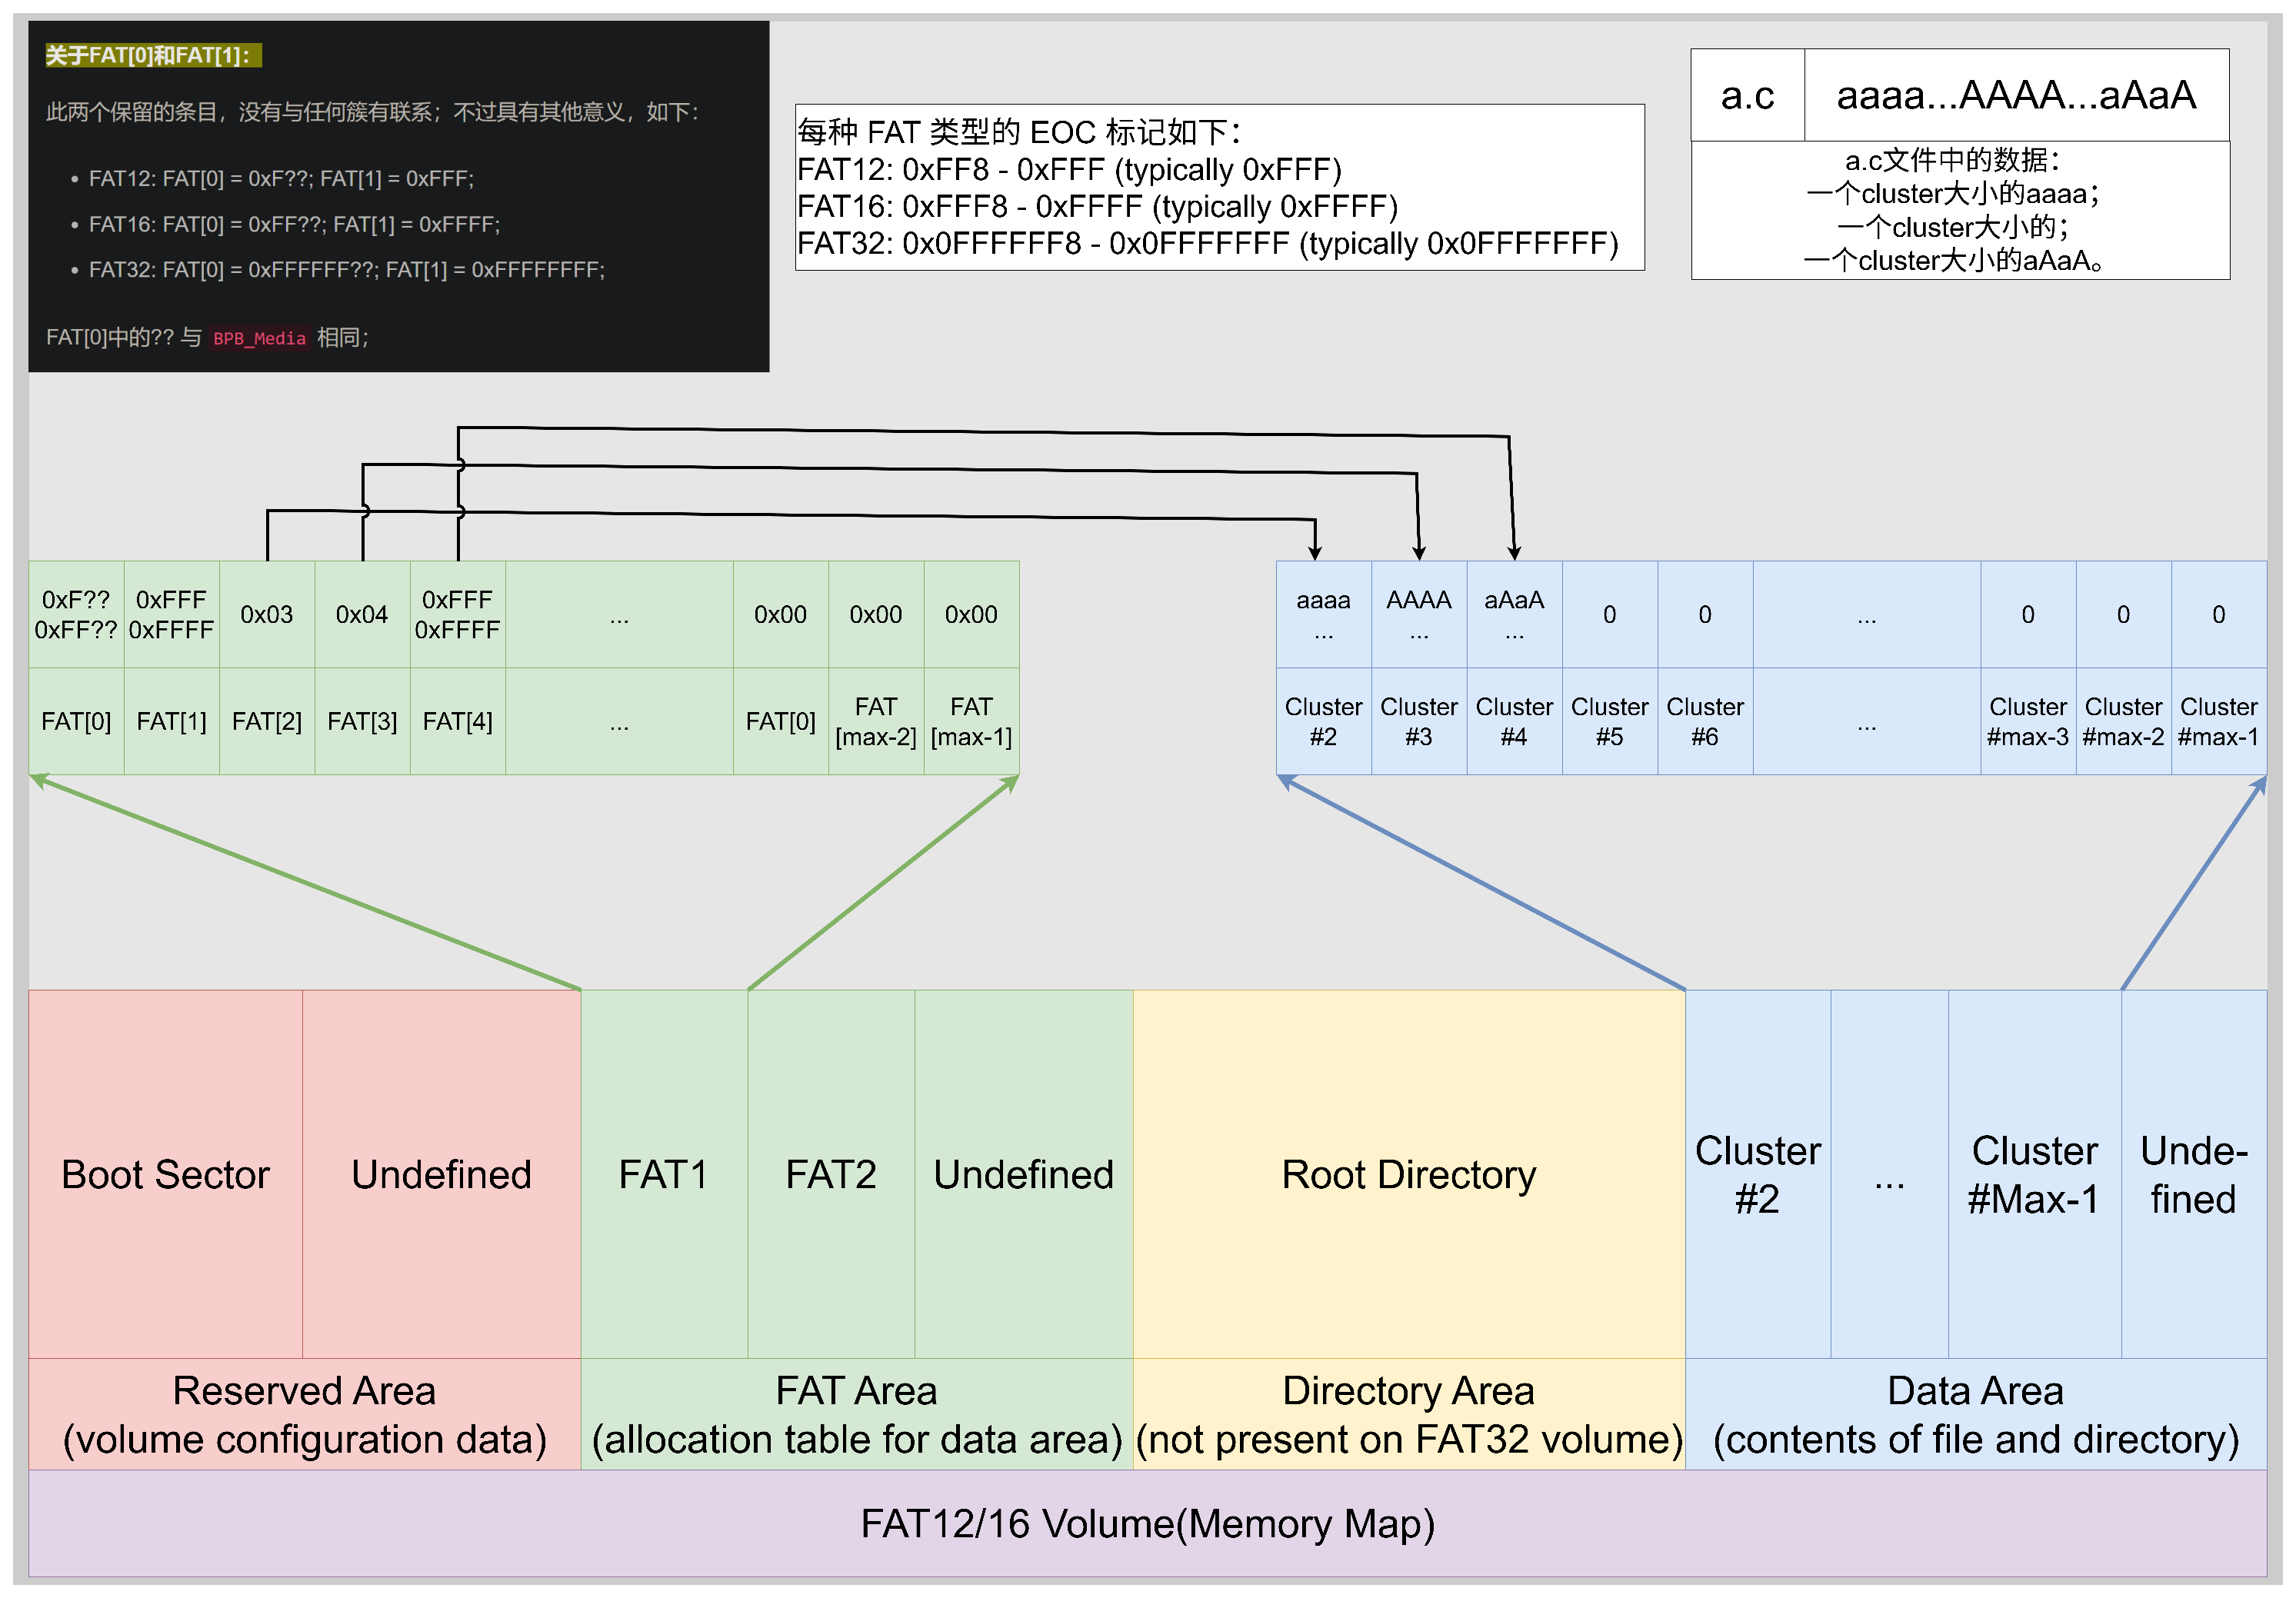 关于FAT[0]和FAT[1]：
此两个保留的条目，没有与任何簇有联系；不过具有其他意义，如下：
• FAT12: FAT[0] = 0xF??; FAT[1] = 0xFFF;
• FAT16: FAT[0] = 0xFF??; FAT[1] = 0xFFFF;
• FAT32: FAT[0] = 0xFFFFFF??; FAT[1] = 0xFFFFFFFF;
FAT[0]中的?? 与 BPB_Media 相同；
每种 FAT 类型的 EOC 标记如下：
FAT12: 0xFF8 - 0xFFF (typically 0xFFF)
FAT16: 0xFFF8 - 0xFFFF (typically 0xFFFF)
FAT32: 0x0FFFFFF8 - 0x0FFFFFFF (typically 0x0FFFFFFF)
a.c aaaa...AAAA...aAaA
a.c文件中的数据：
一个cluster大小的aaaa；
一个cluster大小的；
一个cluster大小的aAaA。
0xF??
0xFF??
0xFFF
0xFFFF
0x03
0x04
0xFFF
0xFFFF
...
0x00
0x00
0x00
FAT[0]
FAT[1]
FAT[2]
FAT[3]
FAT[4]
...
FAT[0]
FAT
[max-2]
FAT
[max-1]
aaaa
...
AAAA
...
aAaA
...
0
0
...
0
0
0
Cluster
#2
Cluster
#3
Cluster
#4
Cluster
#5
Cluster
#6
...
Cluster
#max-3
Cluster
#max-2
Cluster
#max-1
Boot Sector
Undefined
FAT1
FAT2
Undefined
Root Directory
Cluster
#2
...
Cluster
#Max-1
Unde-
fined
Reserved Area
(volume configuration data)
FAT Area
(allocation table for data area)
Directory Area
(not present on FAT32 volume)
Data Area
(contents of file and directory)
FAT12/16 Volume(Memory Map)